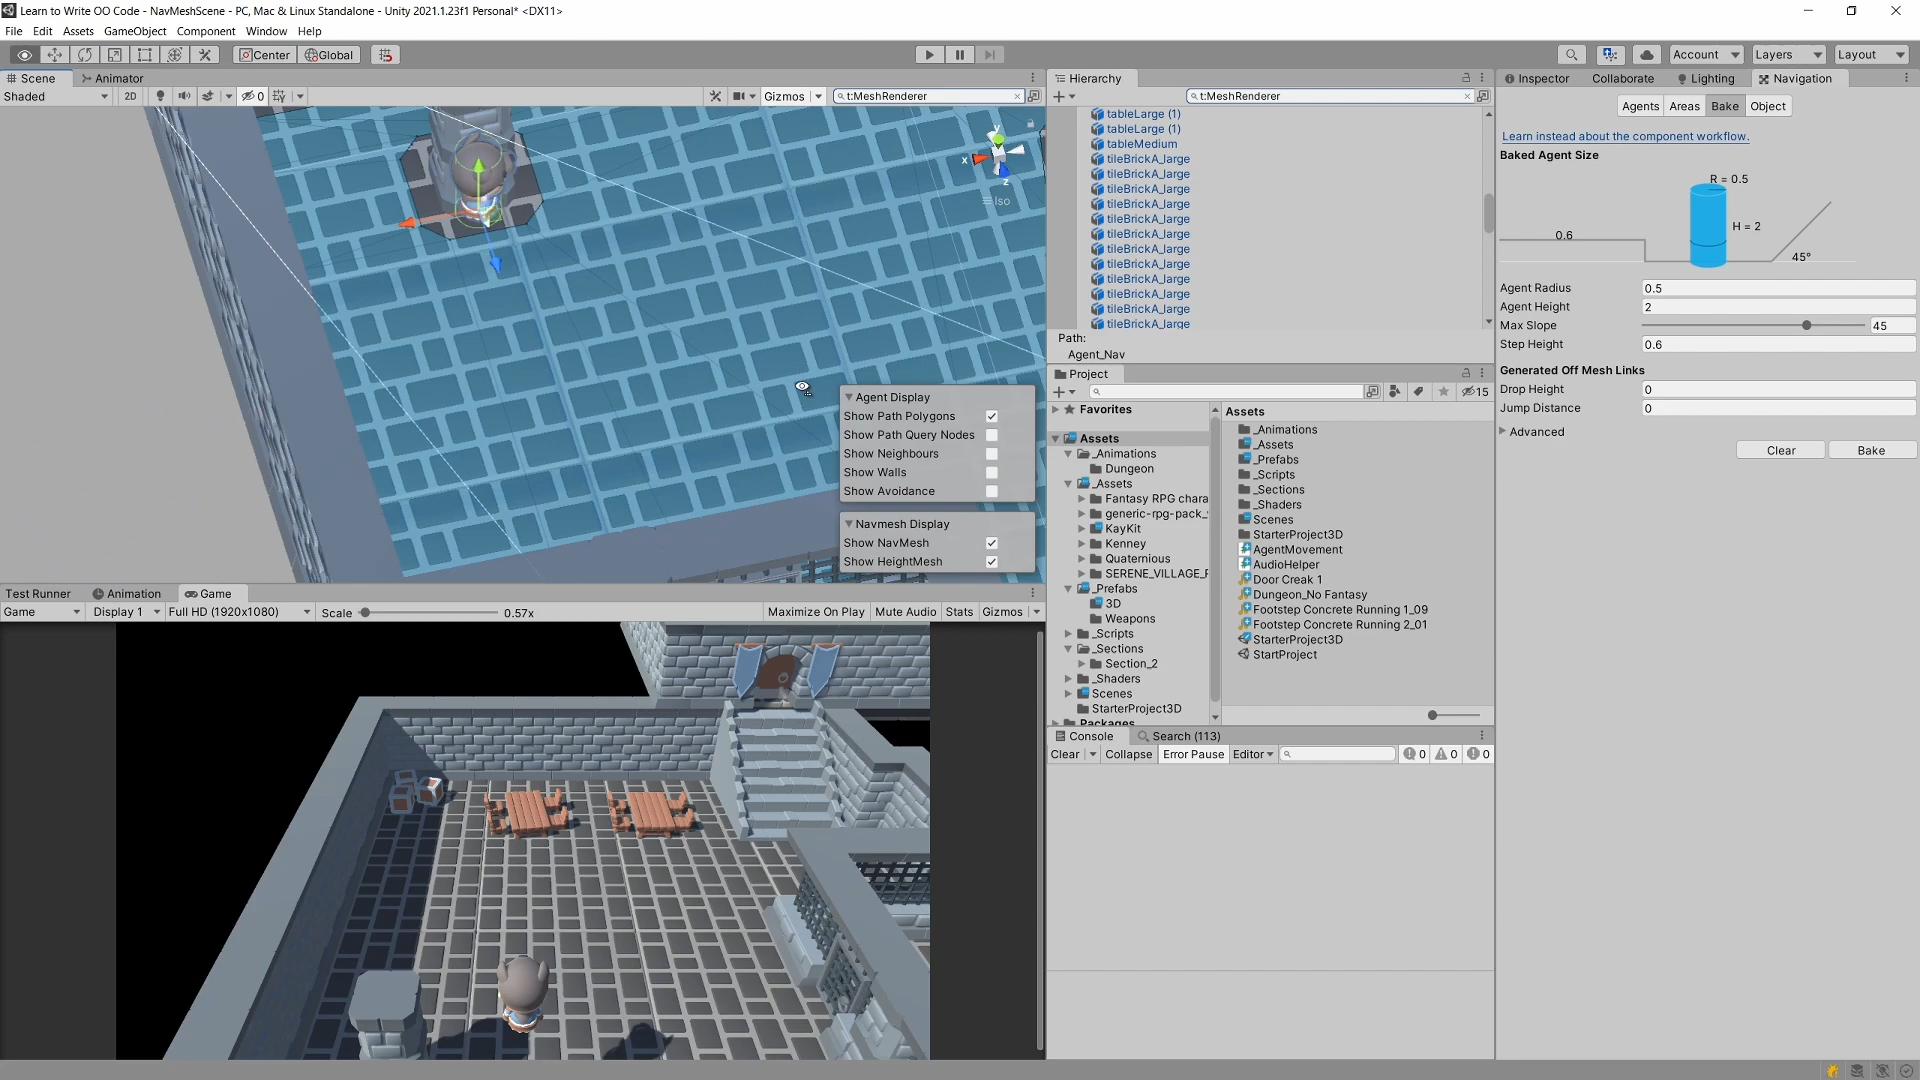 Learn to Write OO Code - NavMeshScene - PC, Mac & Linux Standalone - Unity 2021.1.23f1 Personal* <DX11>
File Edit Assets GameObject Component Window Help
Center Global
Account Layers Layout
Scene Animator
Shaded 2D 0 Gizmos t:MeshRenderer
y
x
z
Iso
Agent Display
Show Path Polygons
Show Path Query Nodes
Show Neighbours
Show Walls
Show Avoidance
Navmesh Display
Show NavMesh
Show HeightMesh
Test Runner Animation Game
Game Display 1 Full HD (1920x1080) Scale 0.57x Maximize On Play Mute Audio Stats Gizmos
Hierarchy
t:MeshRenderer
tableLarge (1)
tableLarge (1)
tableMedium
tileBrickA_large
tileBrickA_large
tileBrickA_large
tileBrickA_large
tileBrickA_large
tileBrickA_large
tileBrickA_large
tileBrickA_large
tileBrickA_large
tileBrickA_large
tileBrickA_large
tileBrickA_large
Path:
Agent_Nav
Project
15
Favorites
Assets
_Animations
Dungeon
_Assets
Fantasy RPG chara
generic-rpg-pack_
KayKit
Kenney
Quaternious
SERENE_VILLAGE_
_Prefabs
3D
Weapons
_Scripts
_Sections
Section_2
_Shaders
Scenes
StarterProject3D
Packages
Assets
_Animations
_Assets
_Prefabs
_Scripts
_Sections
_Shaders
Scenes
StarterProject3D
AgentMovement
AudioHelper
Door Creak 1
Dungeon_No Fantasy
Footstep Concrete Running 1_09
Footstep Concrete Running 2_01
StarterProject3D
StartProject
Console Search (113)
Clear Collapse Error Pause Editor 0 0 0
Inspector Collaborate Lighting Navigation
Agents Areas Bake Object
Learn instead about the component workflow.
Baked Agent Size
R = 0.5
H = 2
0.6
45°
Agent Radius 0.5
Agent Height 2
Max Slope 45
Step Height 0.6
Generated Off Mesh Links
Drop Height 0
Jump Distance 0
Advanced
Clear Bake